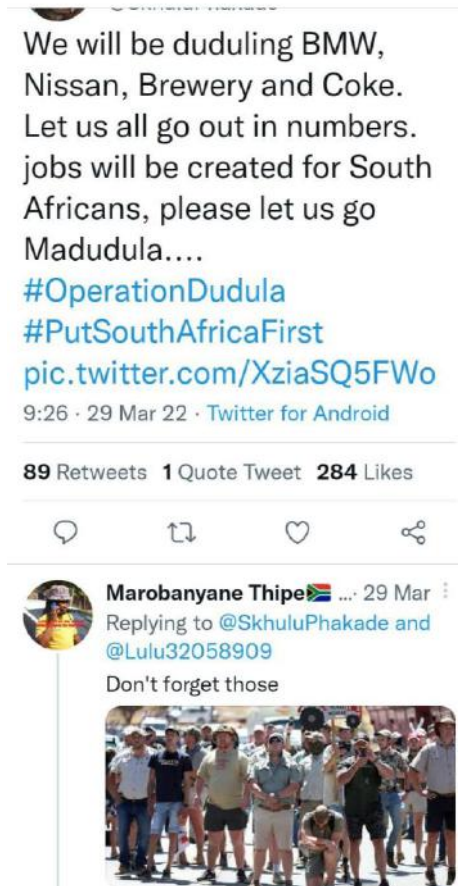 We will be duduling BMW,
Nissan, Brewery and Coke.
Let us all go out in numbers.
jobs will be created for South
Africans, please let us go
Madudula....
#OperationDudula
#PutSouthAfricaFirst
pic.twitter.com/XziaSQ5FWo
9:26 · 29 Mar 22 · Twitter for Android
89 Retweets 1 Quote Tweet 284 Likes
Marobanyane Thipe🇿🇦 ...· 29 Mar
Replying to @SkhuluPhakade and
@Lulu32058909
Don't forget those